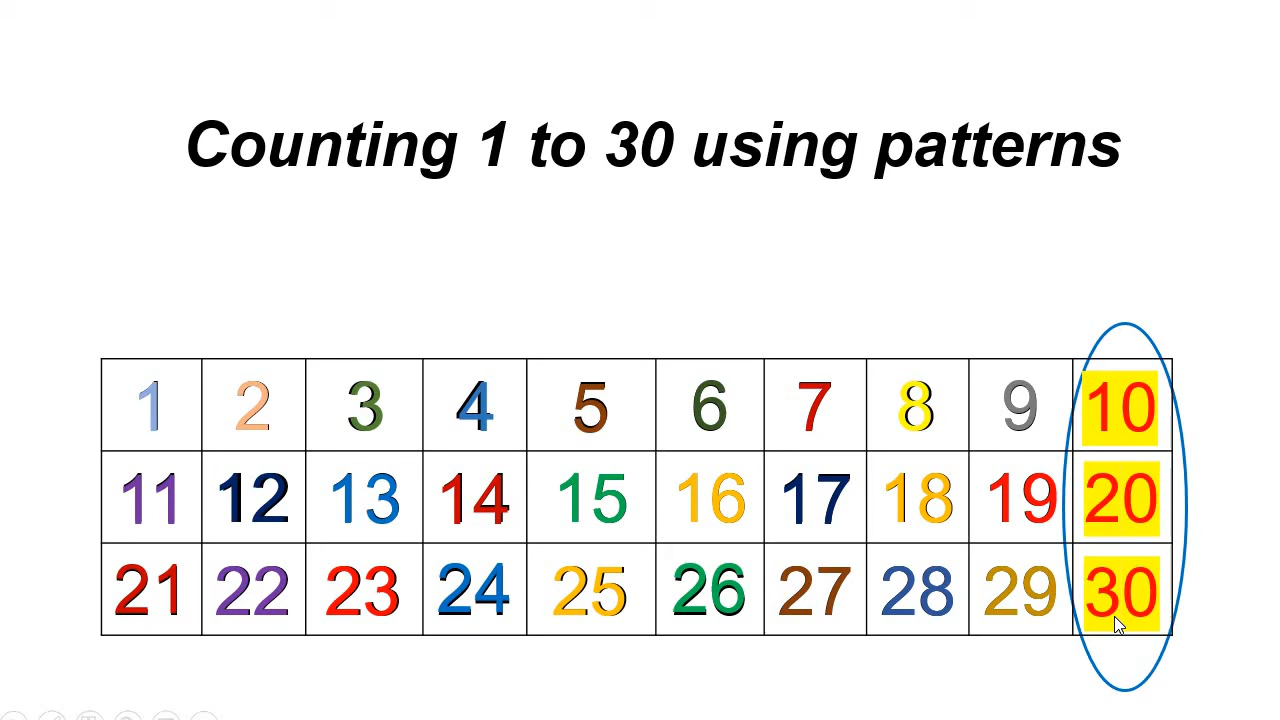 Counting 1 to 30 using patterns
1 2 3 4 5 6 7 8 9 10
11 12 13 14 15 16 17 18 19 20
21 22 23 24 25 26 27 28 29 30